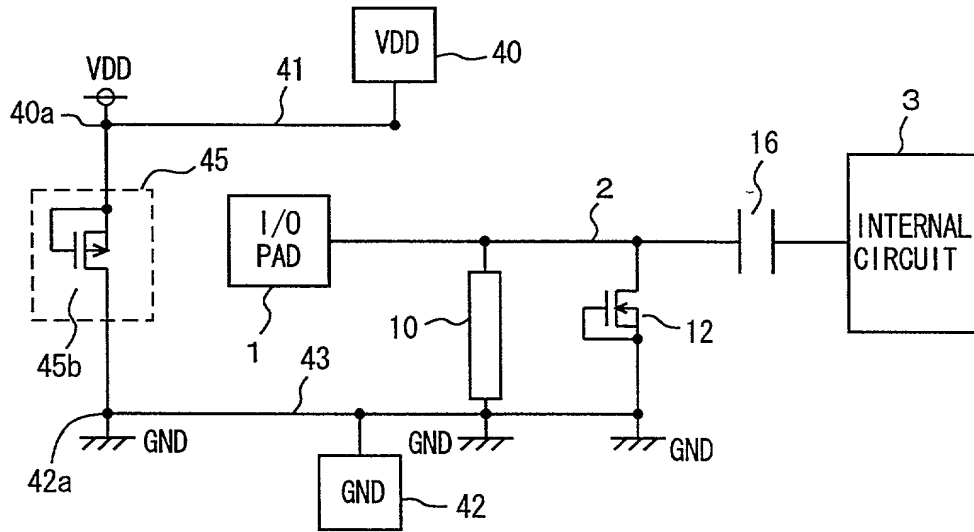 VDD
40
VDD
41
40a
3
45
16
2
I/O
PAD
INTERNAL
CIRCUIT
10
12
1
45b
43
GND
GND
GND
42a
GND
42